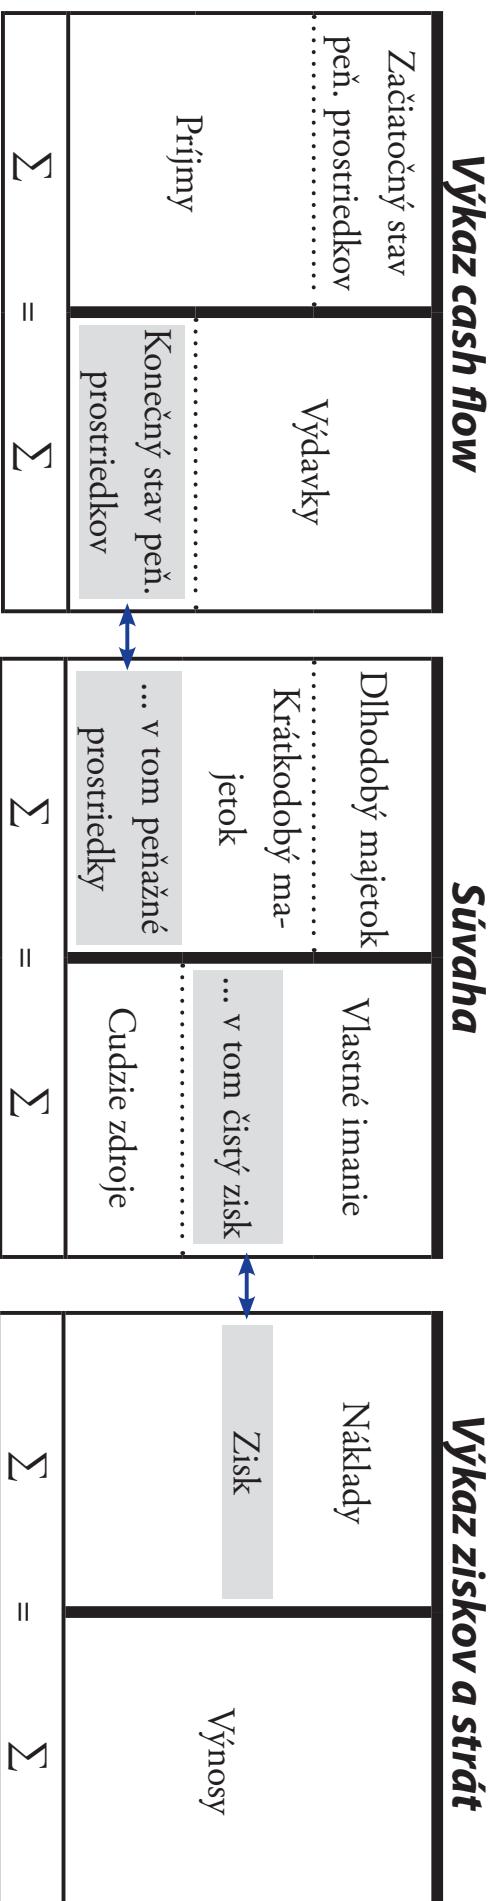 Výkaz cash flow
Začiatočný stav
peň. prostriedkov
Príjmy
Výdavky
Konečný stav peň.
prostriedkov
∑ = ∑
Súvaha
Dlhodobý majetok
Krátkodobý ma-
jetok
... v tom peňažné
prostriedky
Vlastné imanie
... v tom čistý zisk
Cudzie zdroje
∑ = ∑
Výkaz ziskov a strát
Náklady
Zisk
Výnosy
∑ = ∑